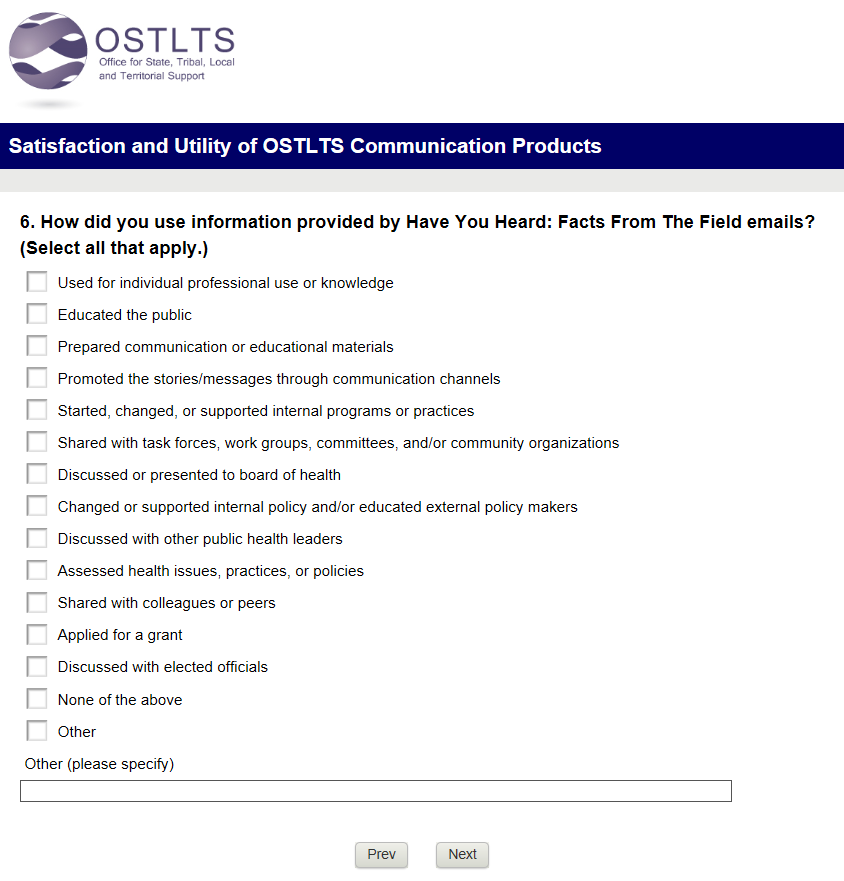 OSTLTS
Office for State, Tribal, Local
and Territorial Support
Satisfaction and Utility of OSTLTS Communication Products
6. How did you use information provided by Have You Heard: Facts From The Field emails?
(Select all that apply.)
Used for individual professional use or knowledge
Educated the public
Prepared communication or educational materials
Promoted the stories/messages through communication channels
Started, changed, or supported internal programs or practices
Shared with task forces, work groups, committees, and/or community organizations
Discussed or presented to board of health
Changed or supported internal policy and/or educated external policy makers
Discussed with other public health leaders
Assessed health issues, practices, or policies
Shared with colleagues or peers
Applied for a grant
Discussed with elected officials
None of the above
Other
Other (please specify)
Prev Next